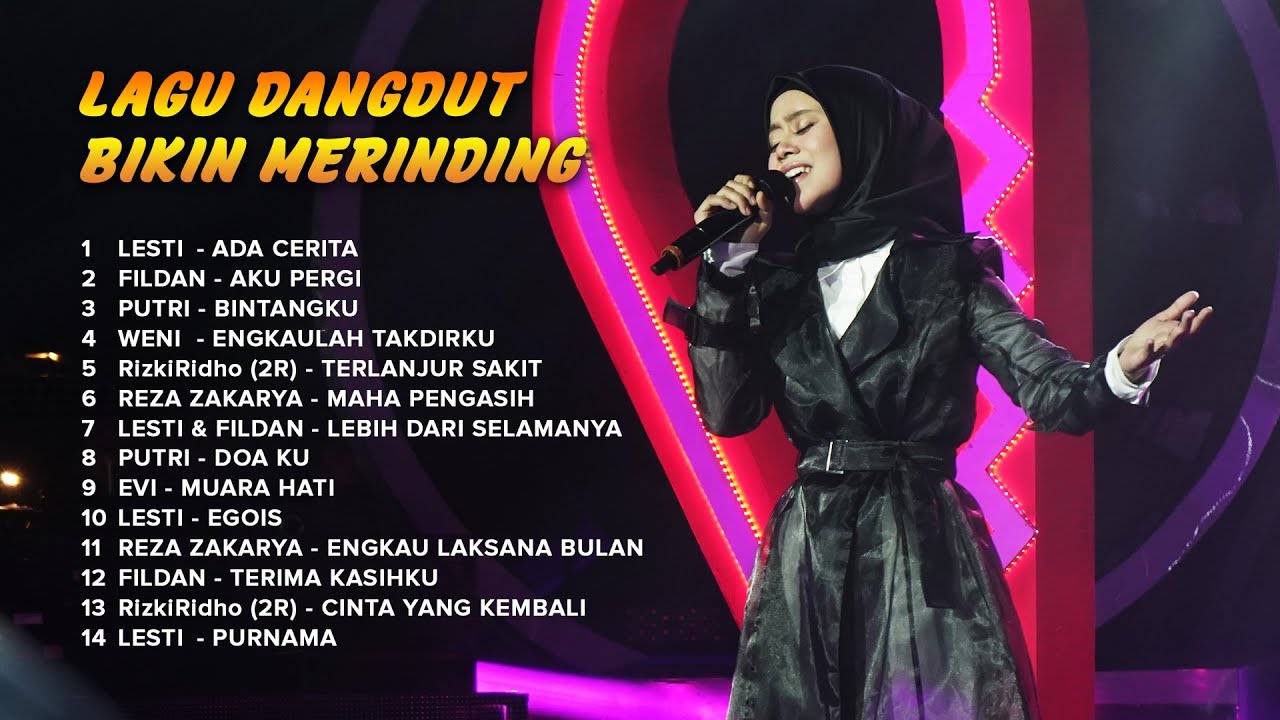 LAGU DANGDUT
BIKIN MERINDING
1 LESTI - ADA CERITA
2 FILDAN - AKU PERGI
3 PUTRI - BINTANGKU
4 WENI - ENGKAULAH TAKDIRKU
5 RizkiRidho (2R) - TERLANJUR SAKIT
6 REZA ZAKARYA - MAHA PENGASIH
7 LESTI & FILDAN - LEBIH DARI SELAMANYA
8 PUTRI - DOA KU
9 EVI - MUARA HATI
10 LESTI - EGOIS
11 REZA ZAKARYA - ENGKAU LAKSANA BULAN
12 FILDAN - TERIMA KASIHKU
13 RizkiRidho (2R) - CINTA YANG KEMBALI
14 LESTI - PURNAMA